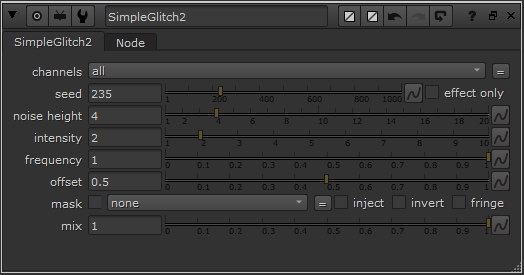 SimpleGlitch2 ?
SimpleGlitch2 Node
channels all =
seed 235 1 200 400 600 800 1000 effect only
noise height 4 1 2 4 6 8 10 12 14 16 18 20
intensity 2 1 2 3 4 5 6 7 8 9 10
frequency 1 0 0.1 0.2 0.3 0.4 0.5 0.6 0.7 0.8 0.9 1
offset 0.5 0 0.1 0.2 0.3 0.4 0.5 0.6 0.7 0.8 0.9 1
mask none = inject invert fringe
mix 1 0 0.1 0.2 0.3 0.4 0.5 0.6 0.7 0.8 0.9 1